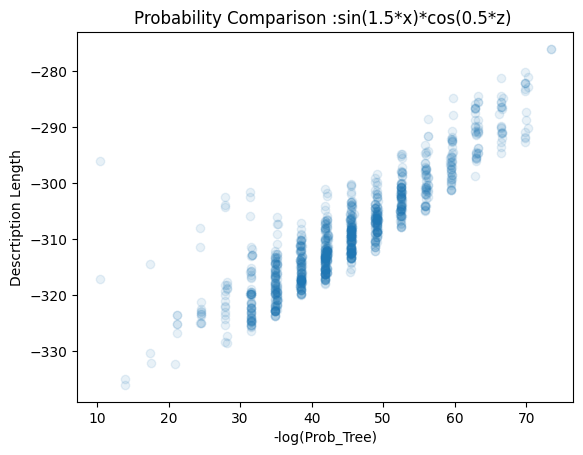 Probability Comparison :sin(1.5*x)*cos(0.5*z)
Descrtiption Length
−280
−290
−300
−310
−320
−330
10 20 30 40 50 60 70
-log(Prob_Tree)